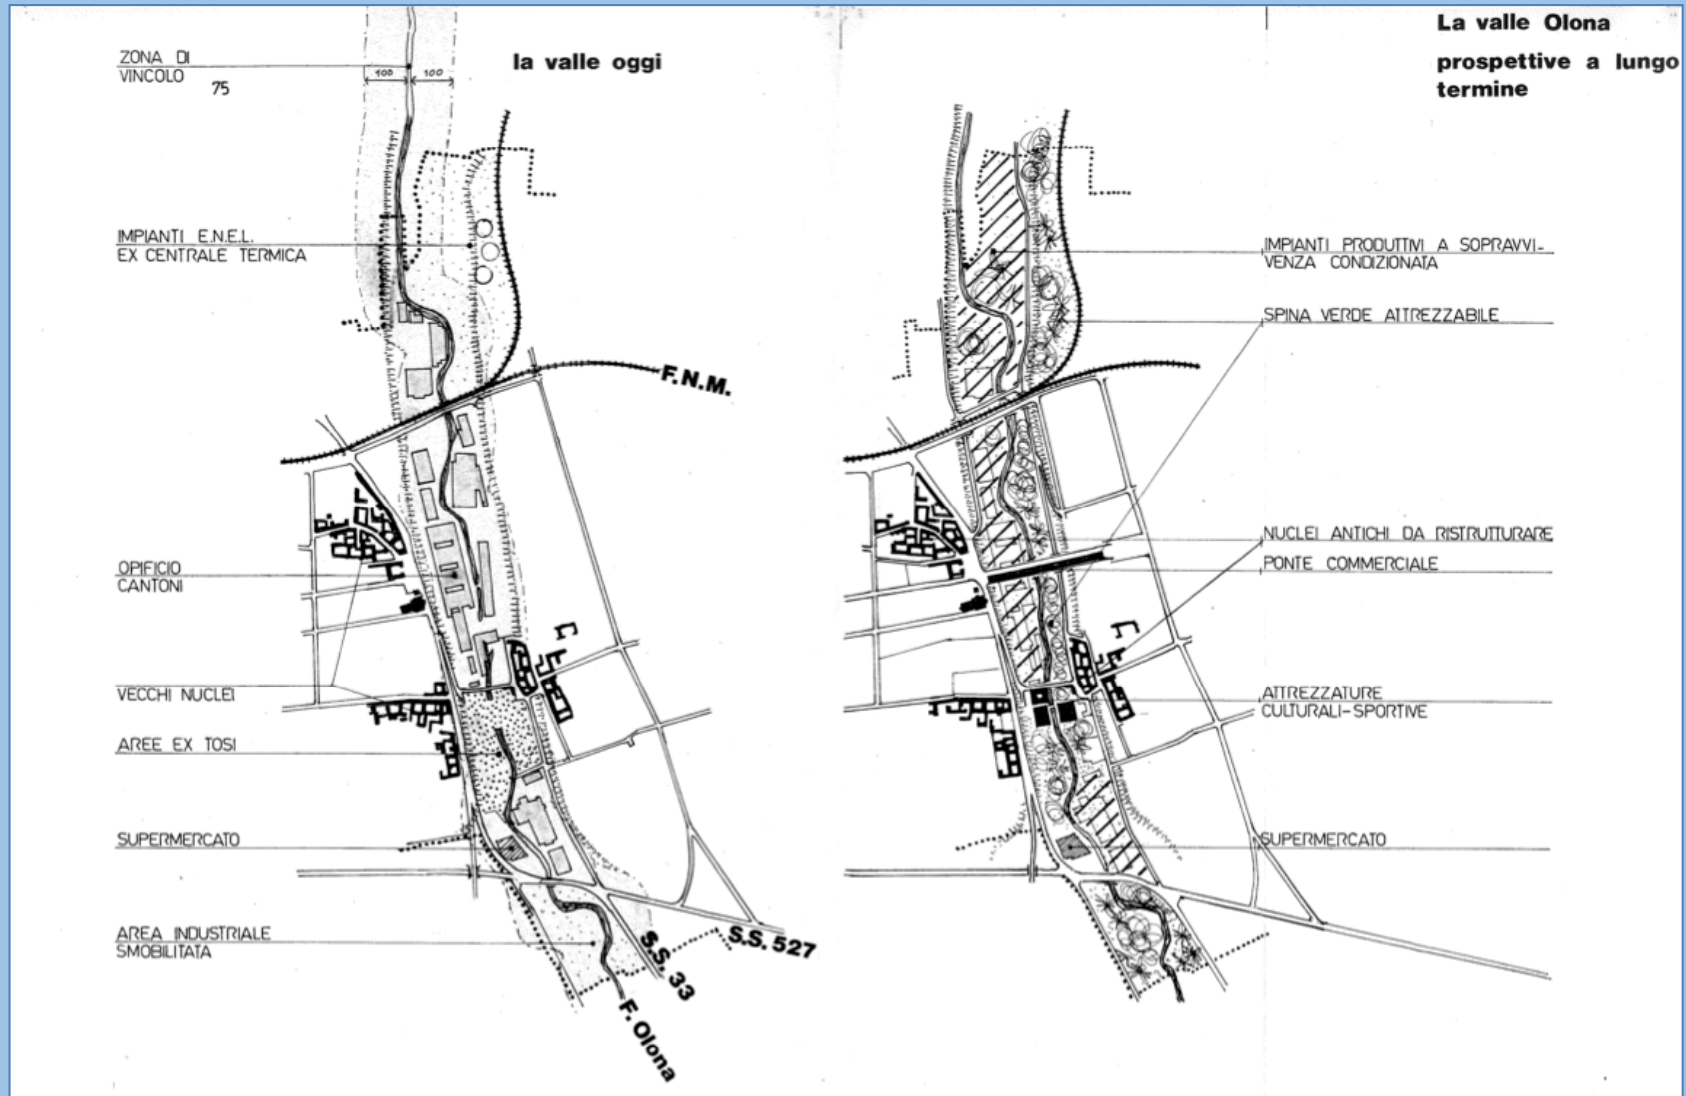 la valle oggi
ZONA DI
VINCOLO
75
100
100
IMPIANTI E.N.E.L.
EX CENTRALE TERMICA
F.N.M.
OPIFICIO
CANTONI
VECCHI NUCLEI
AREE EX TOSI
SUPERMERCATO
AREA INDUSTRIALE
SMOBILITATA
S.S. 527
S.S. 33
F. Olona
La valle Olona
prospettive a lungo
termine
IMPIANTI PRODUTTIVI A SOPRAVVI-
VENZA CONDIZIONATA
SPINA VERDE ATTREZZABILE
NUCLEI ANTICHI DA RISTRUTTURARE
PONTE COMMERCIALE
ATTREZZATURE
CULTURALI-SPORTIVE
SUPERMERCATO